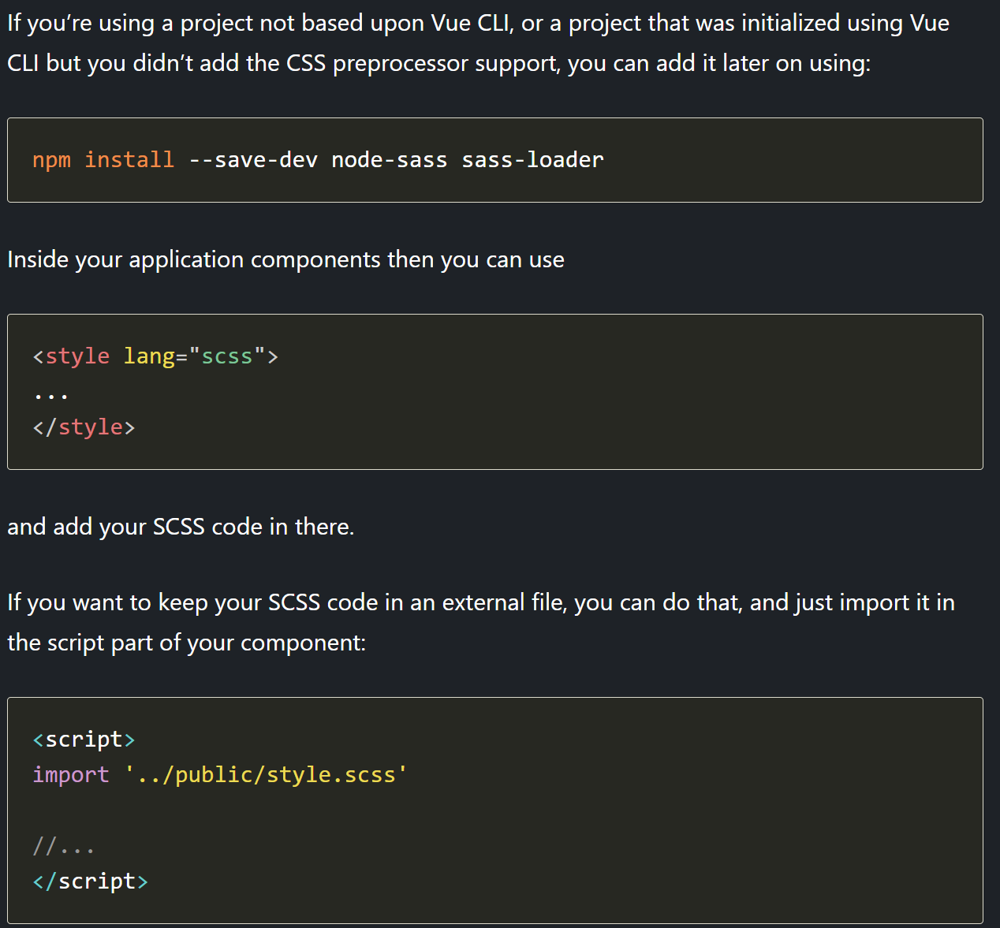 If you’re using a project not based upon Vue CLI, or a project that was initialized using Vue
CLI but you didn’t add the CSS preprocessor support, you can add it later on using:
npm install --save-dev node-sass sass-loader
Inside your application components then you can use
<style lang="scss">
...
</style>
and add your SCSS code in there.
If you want to keep your SCSS code in an external file, you can do that, and just import it in
the script part of your component:
<script>
import '../public/style.scss'
//...
</script>